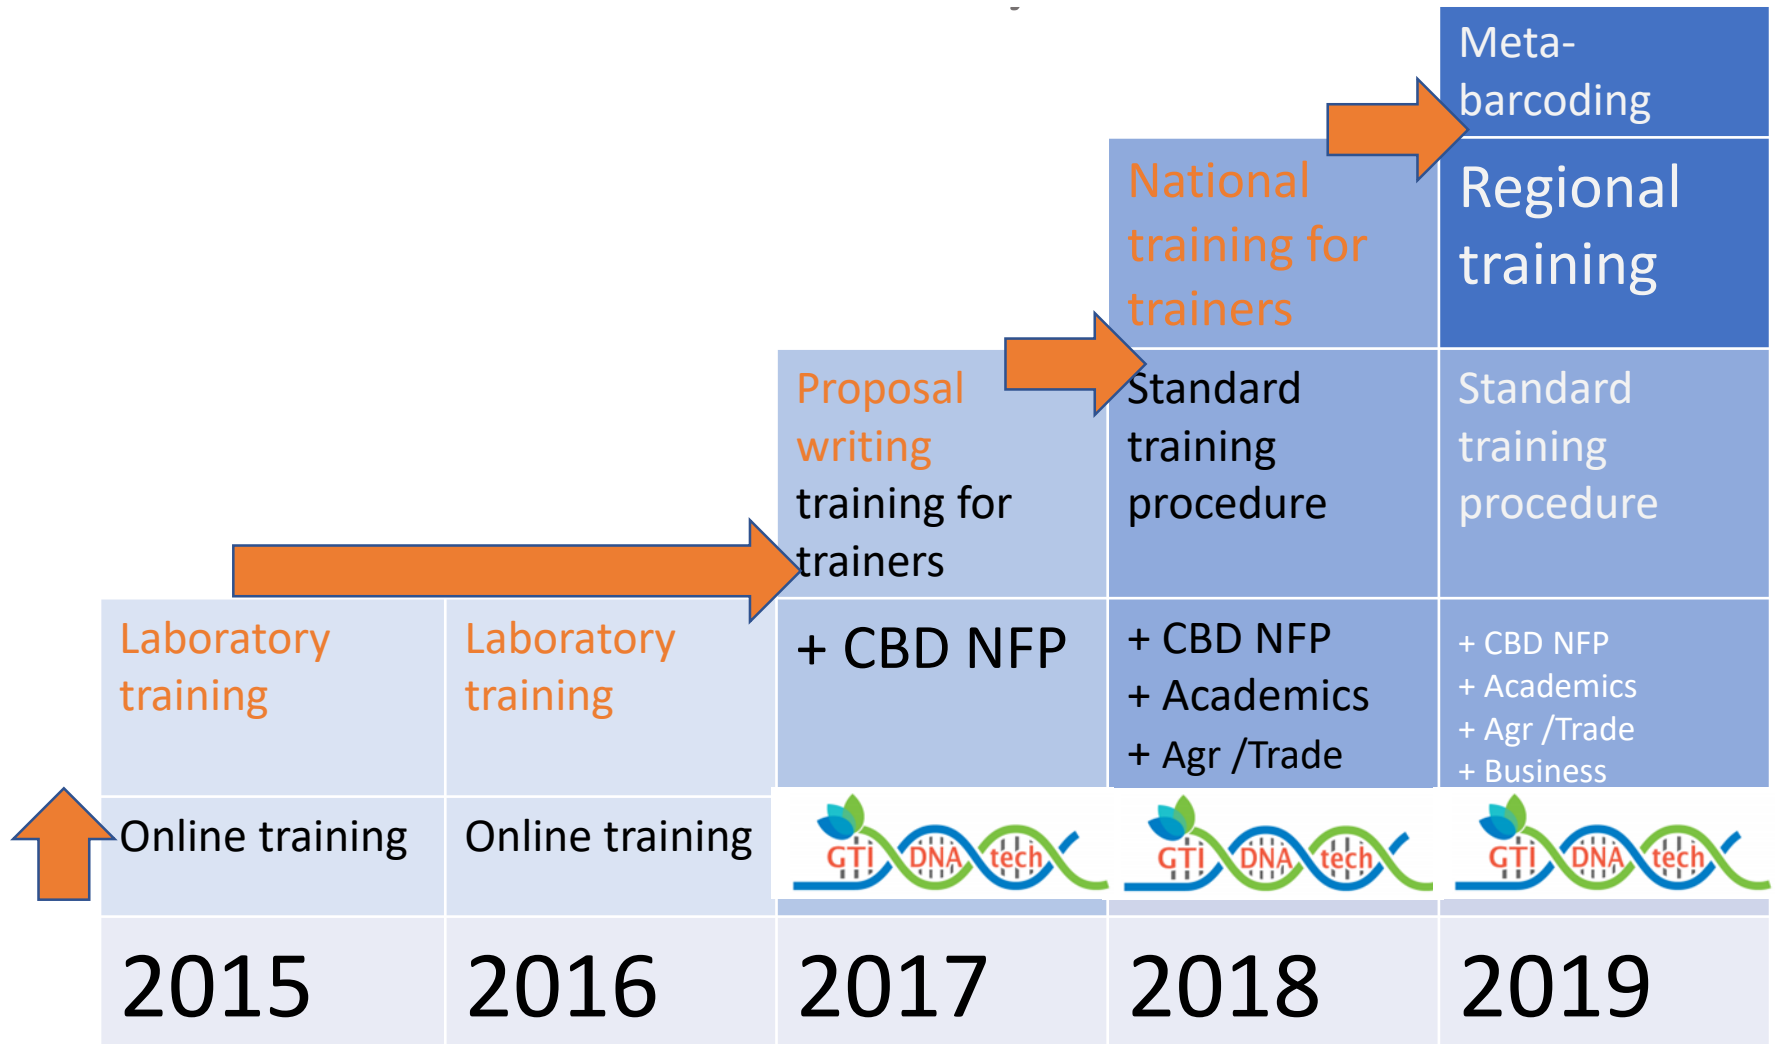 Meta-
barcoding
National
training for
trainers
Regional
training
Proposal
writing
training for
trainers
Standard
training
procedure
Standard
training
procedure
Laboratory
training
Laboratory
training
+ CBD NFP
+ CBD NFP
+ Academics
+ Agr /Trade
+ CBD NFP
+ Academics
+ Agr /Trade
+ Business
Online training
Online training
GTI DNA tech
GTI DNA tech
GTI DNA tech
2015
2016
2017
2018
2019